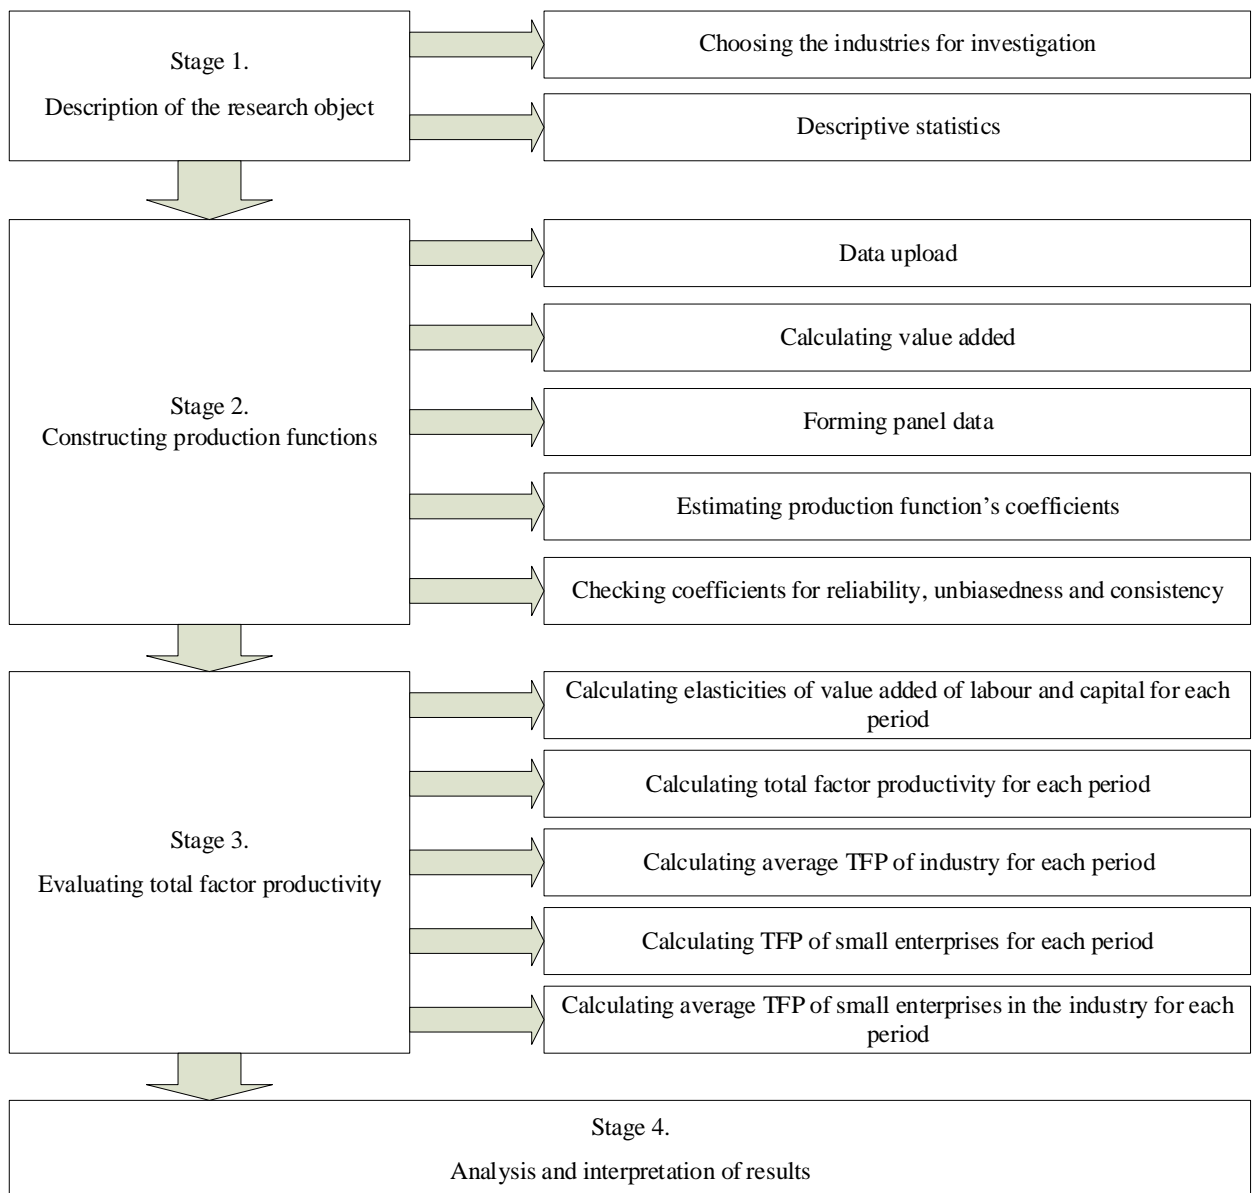 Stage 1.
Description of the research object
Choosing the industries for investigation
Descriptive statistics
Stage 2.
Constructing production functions
Data upload
Calculating value added
Forming panel data
Estimating production function’s coefficients
Checking coefficients for reliability, unbiasedness and consistency
Stage 3.
Evaluating total factor productivity
Calculating elasticities of value added of labour and capital for each
period
Calculating total factor productivity for each period
Calculating average TFP of industry for each period
Calculating TFP of small enterprises for each period
Calculating average TFP of small enterprises in the industry for each
period
Stage 4.
Analysis and interpretation of results